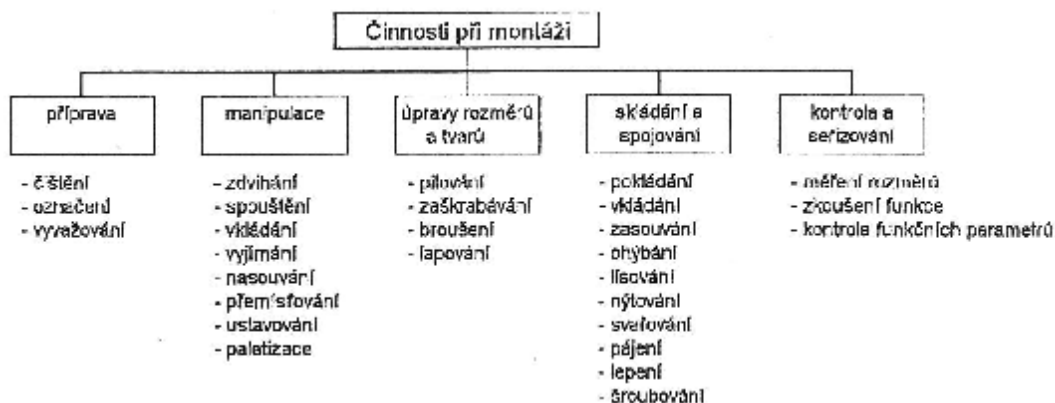 Činnosti při montáži
příprava
manipulace
úpravy rozměrů
a tvarů
skládání a
spojování
kontrola a
seřizování
- čištění
- označení
- vyvažování
- zdvihání
- spouštění
- vkládání
- vyjímání
- nasouvání
- přemísťování
- ustavování
- paletizace
- pilování
- zaškrabávání
- broušení
- lapování
- pokládání
- vkládání
- zasouvání
- ohýbání
- lisování
- nýtování
- svařování
- pájení
- lepení
- šroubování
- měření rozměrů
- zkoušení funkce
- kontrola funkčních parametrů